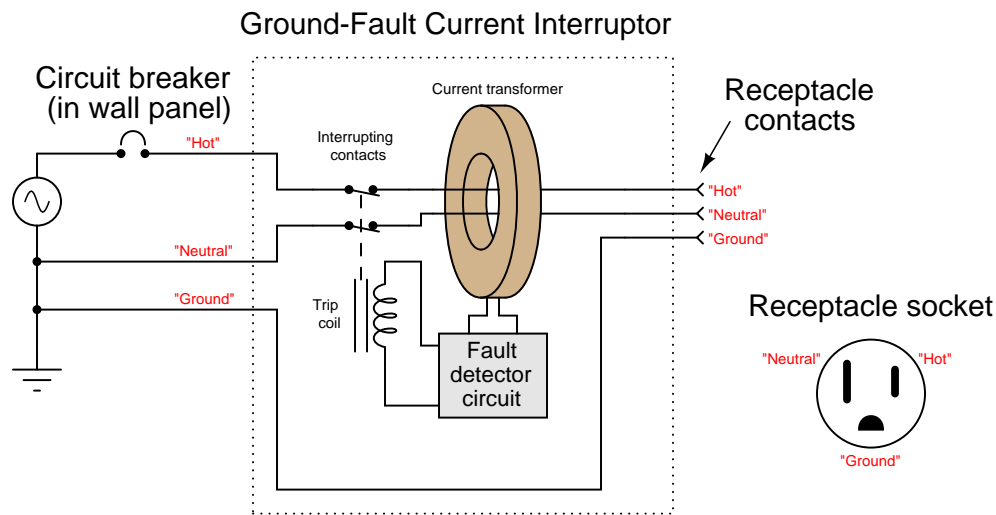 Ground-Fault Current Interruptor
Circuit breaker
(in wall panel)
Current transformer
Receptacle
contacts
"Hot"
Interrupting
contacts
"Hot"
"Neutral"
"Ground"
"Neutral"
"Ground"
Trip
coil
Fault
detector
circuit
Receptacle socket
"Neutral"
"Hot"
"Ground"